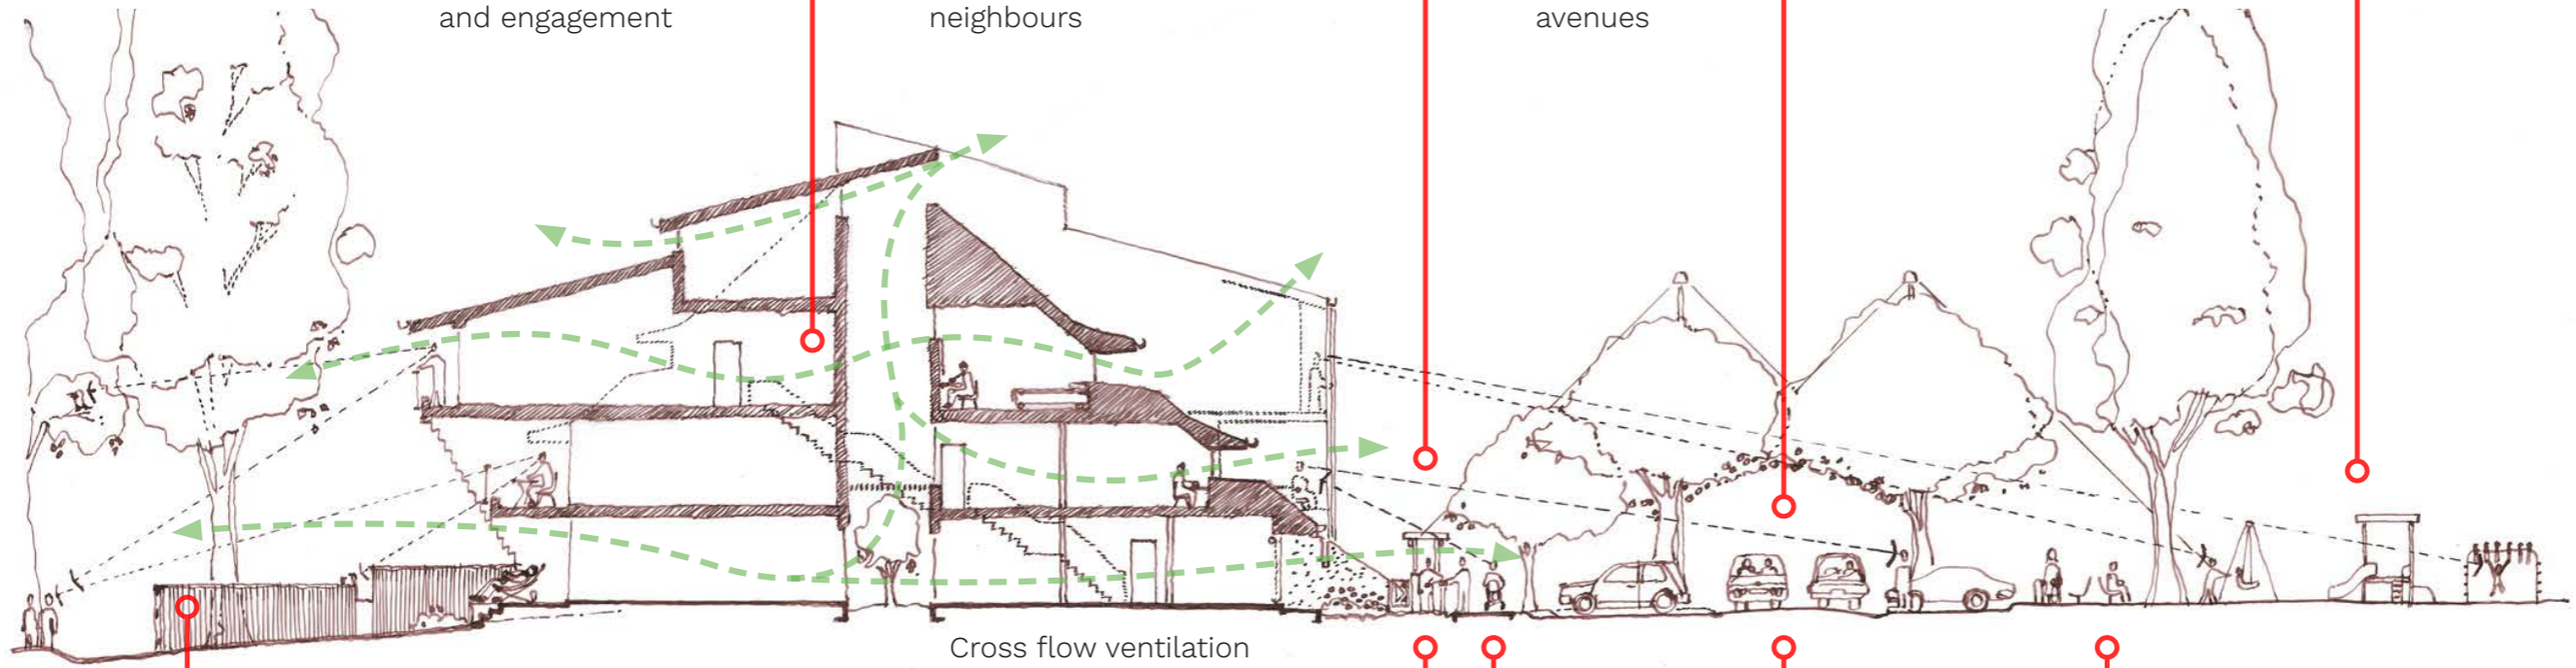 and engagement
neighbours
avenues
Cross flow ventilation